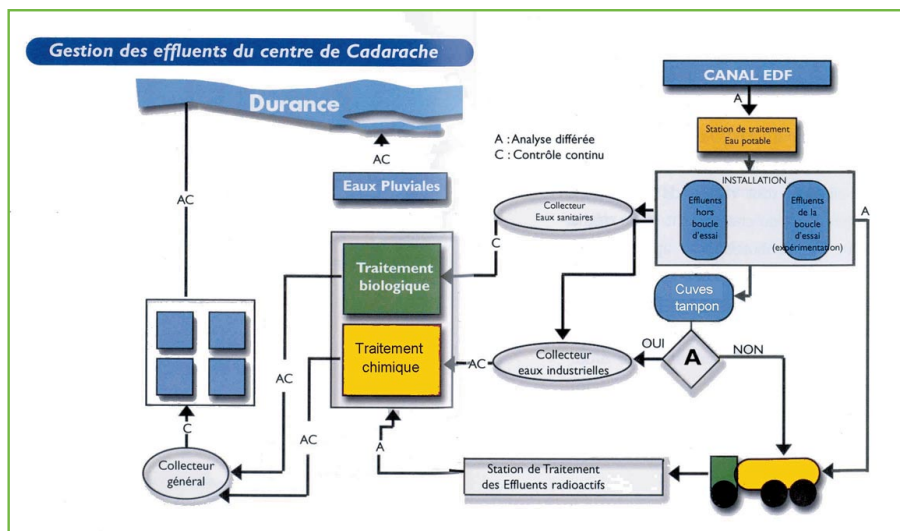 Gestion des effluents du centre de Cadarache
Durance
CANAL EDF
A
A : Analyse différée
C : Contrôle continu
Station de traitement
Eau potable
AC
Eaux Pluviales
AC
INSTALLATION
Effluents
hors
boucle
d'essai
Effluents
de la
boucle
d'essai
(expérimentation)
A
Collecteur
Eaux sanitaires
C
Traitement
biologique
Cuves
tampon
Traitement
chimique
AC
Collecteur
eaux industrielles
OUI
A
NON
AC
AC
C
Collecteur
général
A
Station de Traitement
des Effluents radioactifs